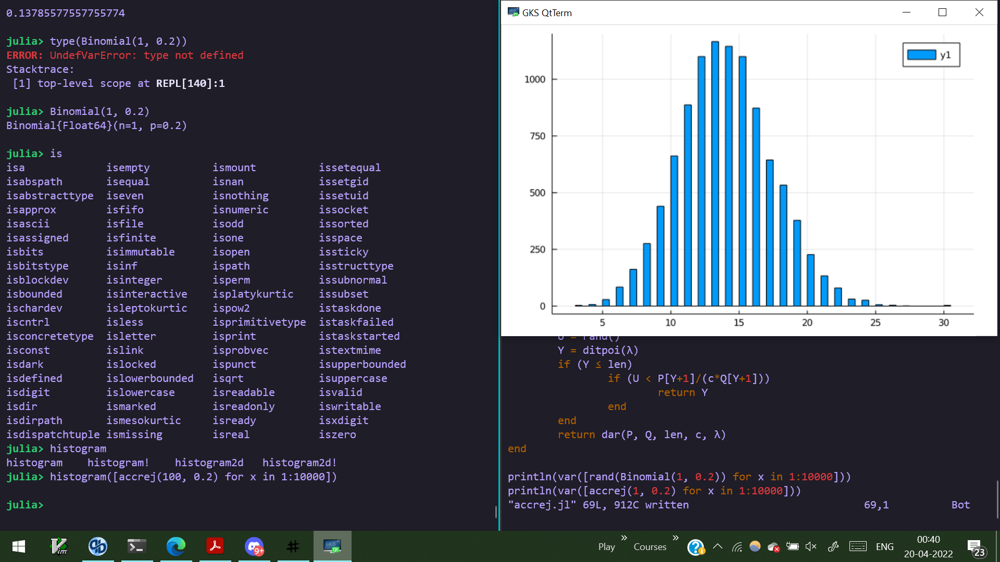 0.13785577557755774
julia> type(Binomial(1, 0.2))
ERROR: UndefVarError: type not defined
Stacktrace:
[1] top-level scope at REPL[140]:1
julia> Binomial(1, 0.2)
Binomial{Float64}(n=1, p=0.2)
julia> is
isa isempty ismount issetequal
isabspath isequal isnan issetgid
isabstracttype iseven isnothing issetuid
isapprox isfifo isnumeric issocket
isascii isfile isodd issorted
isassigned isfinite isone isspace
isbits isimmutable isopen issticky
isbitstype isinf ispath isstructtype
isblockdev isinteger isperm issubnormal
isbounded isinteractive isplatykurtic issubset
ischardev isleptokurtic ispow2 istaskdone
iscntrl isless isprimitivetype istaskfailed
isconcretetype isletter isprint istaskstarted
isconst islink isprobvec istextmime
isdark islocked ispunct isupperbounded
isdefined islowerbounded isqrt isuppercase
isdigit islowercase isreadable isvalid
isdir ismarked isreadonly iswritable
isdirpath ismesokurtic isready isxdigit
isdispatchtuple ismissing isreal iszero
julia> histogram
histogram histogram! histogram2d histogram2d!
julia> histogram([accrej(100, 0.2) for x in 1:10000])
julia>
GKS QtTerm
y1
1000
750
500
250
0
5 10 15 20 25 30
U = rand()
Y = ditpoi(λ)
if (Y ≤ len)
if (U < P[Y+1]/(c*Q[Y+1]))
return Y
end
end
return dar(P, Q, len, c, λ)
end
println(var([rand(Binomial(1, 0.2)) for x in 1:10000]))
println(var([accrej(1, 0.2) for x in 1:10000]))
"accrej.jl" 69L, 912C written 69,1 Bot
9+
Play
Courses
ENG
00:40
20-04-2022
23